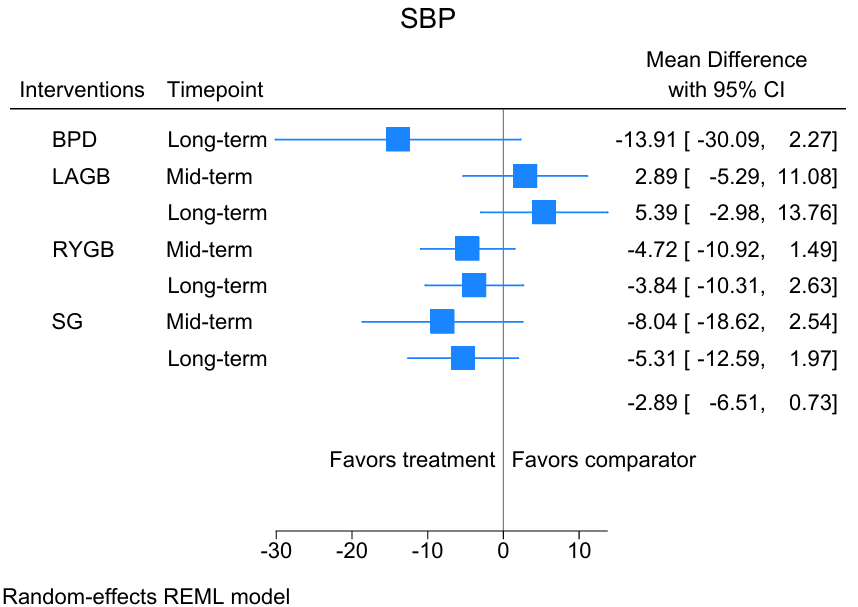 SBP
Mean Difference
Interventions Timepoint with 95% CI
BPD Long-term -13.91 [ -30.09, 2.27]
LAGB Mid-term 2.89 [ -5.29, 11.08]
Long-term 5.39 [ -2.98, 13.76]
RYGB Mid-term -4.72 [ -10.92, 1.49]
Long-term -3.84 [ -10.31, 2.63]
SG Mid-term -8.04 [ -18.62, 2.54]
Long-term -5.31 [ -12.59, 1.97]
-2.89 [ -6.51, 0.73]
Favors treatment Favors comparator
-30 -20 -10 0 10
Random-effects REML model